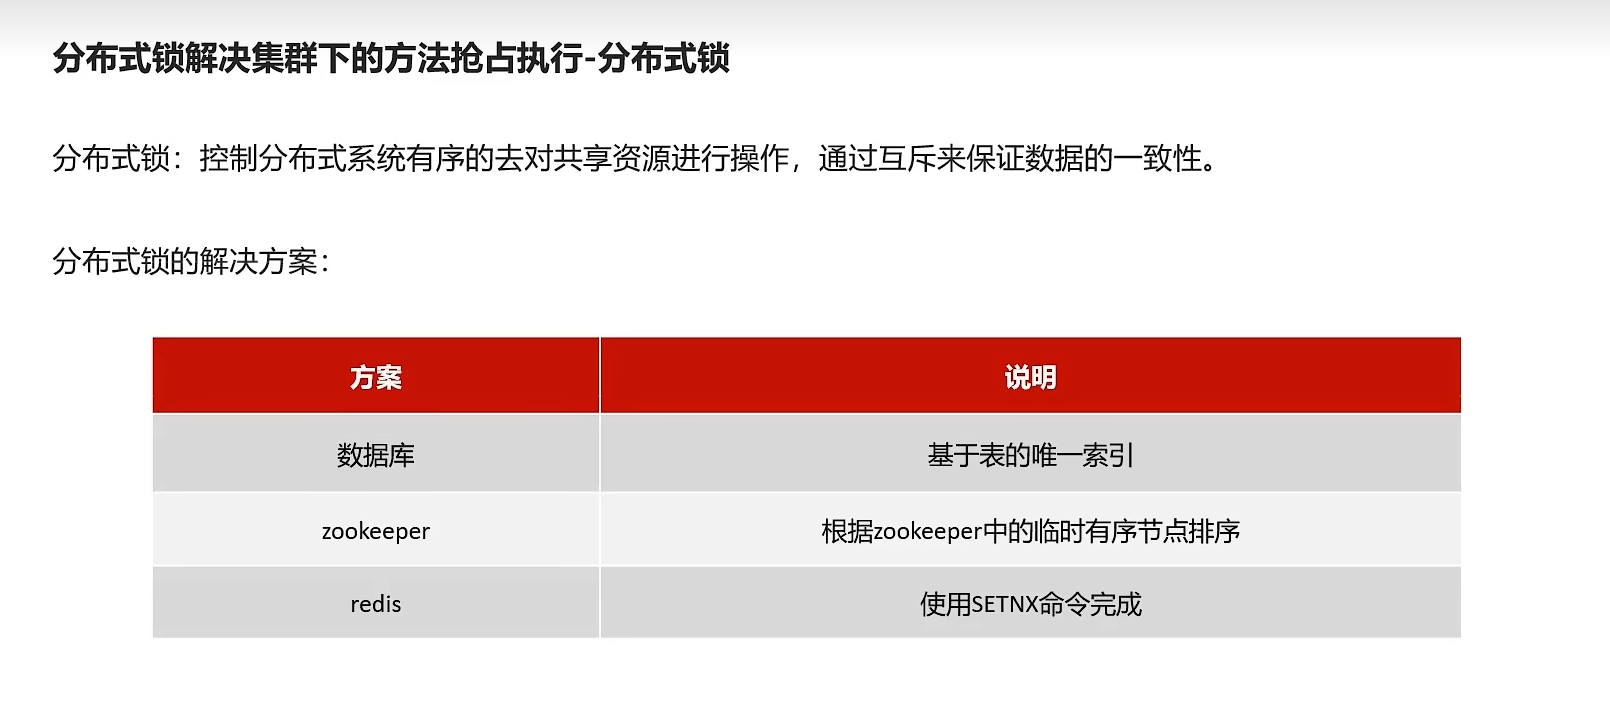 分布式锁解决集群下的方法抢占执行-分布式锁
分布式锁：控制分布式系统有序的去对共享资源进行操作，通过互斥来保证数据的一致性。
分布式锁的解决方案：
方案 说明
数据库 基于表的唯一索引
zookeeper 根据zookeeper中的临时有序节点排序
redis 使用SETNX命令完成